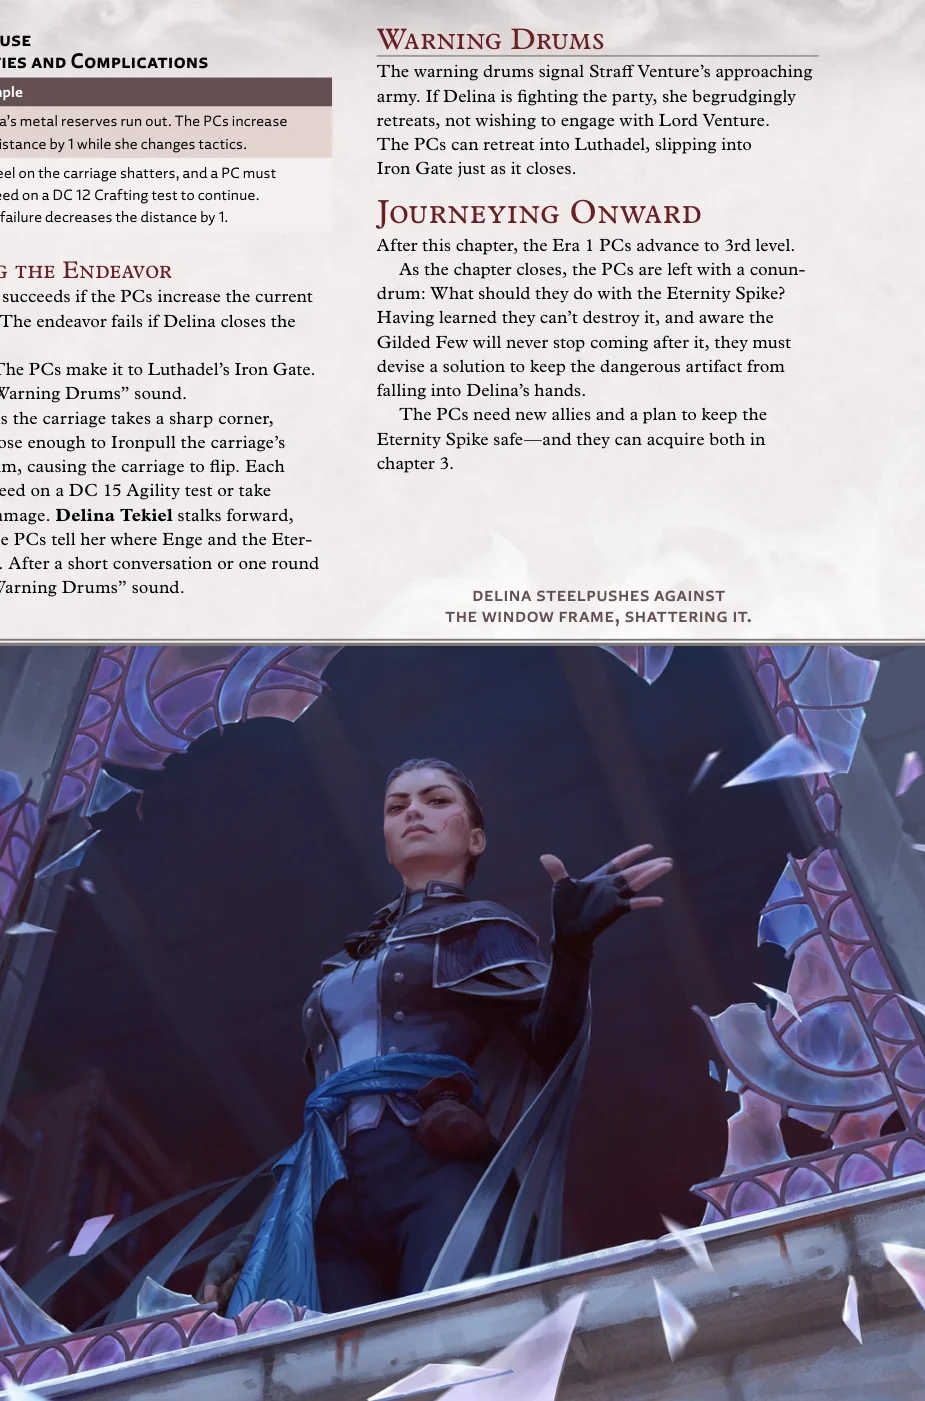 USE
TIES AND COMPLICATIONS
ple
a's metal reserves run out. The PCs increase
istance by 1 while she changes tactics.
eel on the carriage shatters, and a PC must
eed on a DC 12 Crafting test to continue.
failure decreases the distance by 1.
G THE ENDEAVOR
succeeds if the PCs increase the current
The endeavor fails if Delina closes the
The PCs make it to Luthadel's Iron Gate.
Warning Drums” sound.
s the carriage takes a sharp corner,
ose enough to Ironpull the carriage's
m, causing the carriage to flip. Each
eed on a DC 15 Agility test or take
amage. Delina Tekiel stalks forward,
e PCs tell her where Enge and the Eter-
. After a short conversation or one round
Warning Drums” sound.
WARNING DRUMS
The warning drums signal Straff Venture's approaching
army. If Delina is fighting the party, she begrudgingly
retreats, not wishing to engage with Lord Venture.
The PCs can retreat into Luthadel, slipping into
Iron Gate just as it closes.
JOURNEYING ONWARD
After this chapter, the Era 1 PCs advance to 3rd level.
As the chapter closes, the PCs are left with a conun-
drum: What should they do with the Eternity Spike?
Having learned they can't destroy it, and aware the
Gilded Few will never stop coming after it, they must
devise a solution to keep the dangerous artifact from
falling into Delina's hands.
The PCs need new allies and a plan to keep the
Eternity Spike safe—and they can acquire both in
chapter 3.
DELINA STEELPUSHES AGAINST
THE WINDOW FRAME, SHATTERING IT.